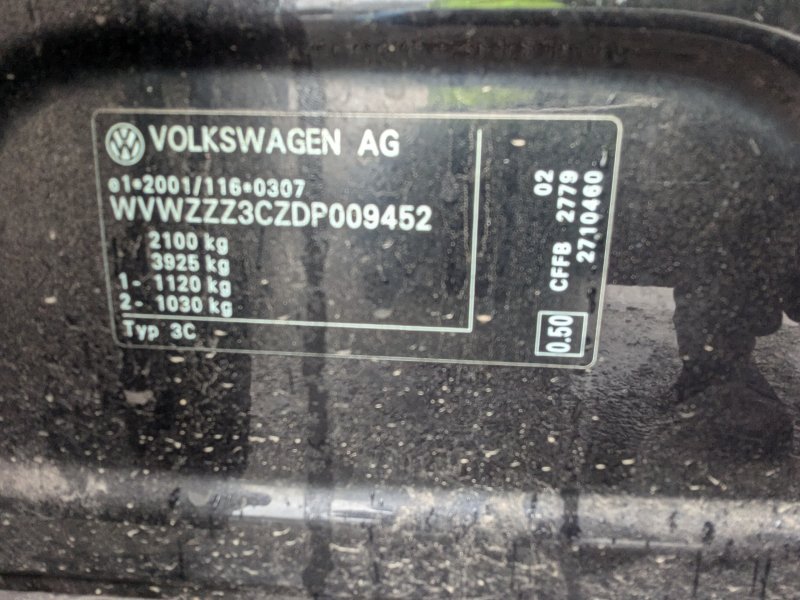 VOLKSWAGEN AG
e1*2001/116*0307
WVWZZZ3CZDP009452
2100 kg
3925 kg
1- 1120 kg
2- 1030 kg
Typ 3C
02
CFFB 2779
2710460
0.50